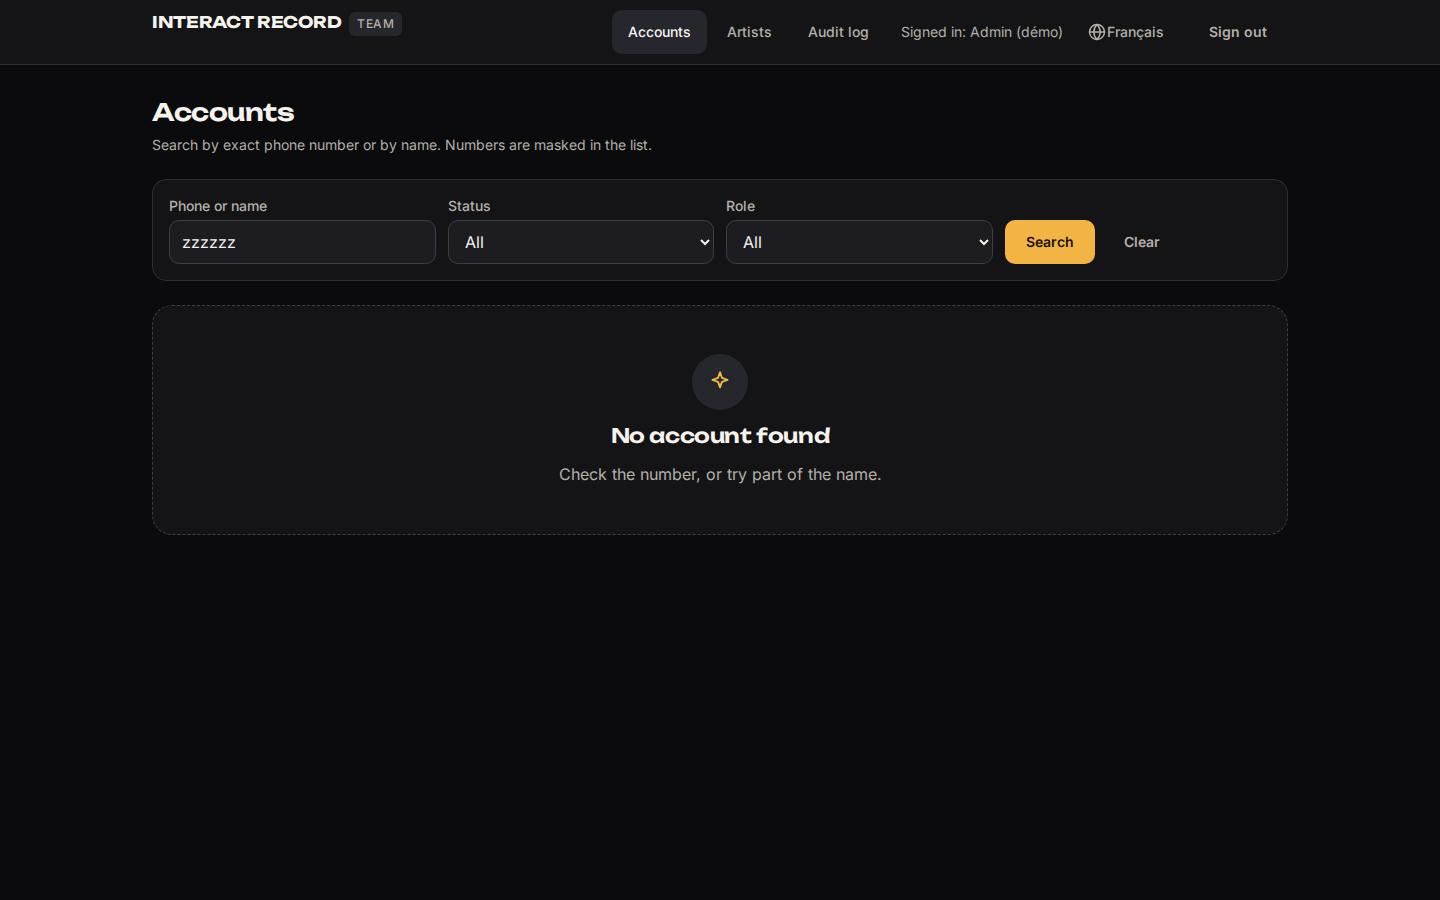 INTERACT RECORD TEAM
Accounts Artists Audit log Signed in: Admin (démo) Français Sign out
Accounts
Search by exact phone number or by name. Numbers are masked in the list.
Phone or name Status Role
zzzzzz All All Search Clear
No account found
Check the number, or try part of the name.